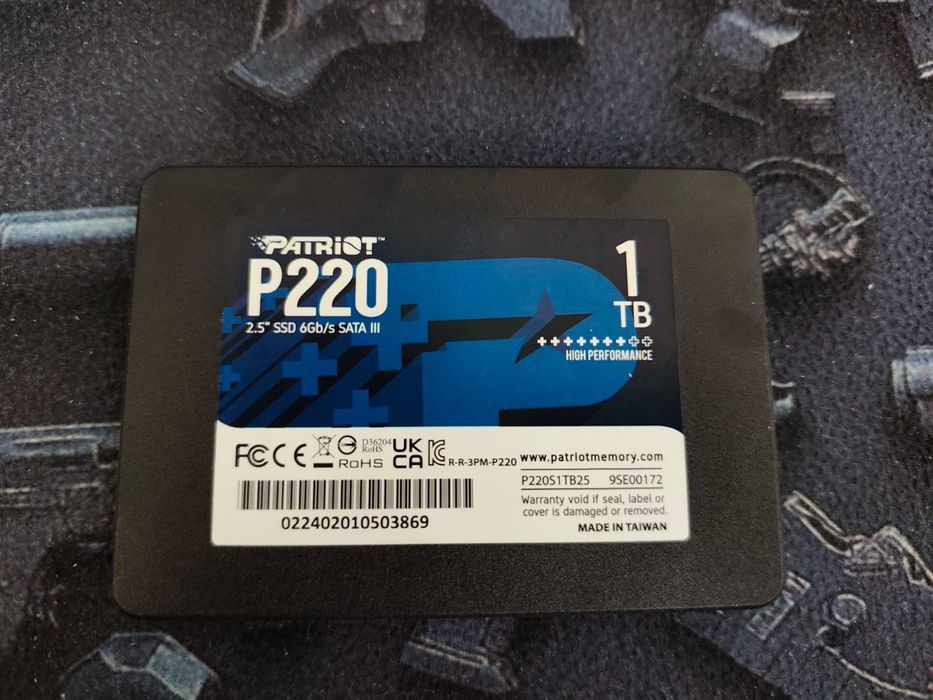 PATRIOT™
P220
2.5" SSD 6Gb/s SATA III
1
TB
HIGH PERFORMANCE
FC CE
D36204
RoHS
RoHS
UK
CA
R-R-3PM-P220
www.patriotmemory.com
P220S1TB25 9SE00172
Warranty void if seal, label or
cover is damaged or removed.
MADE IN TAIWAN
022402010503869